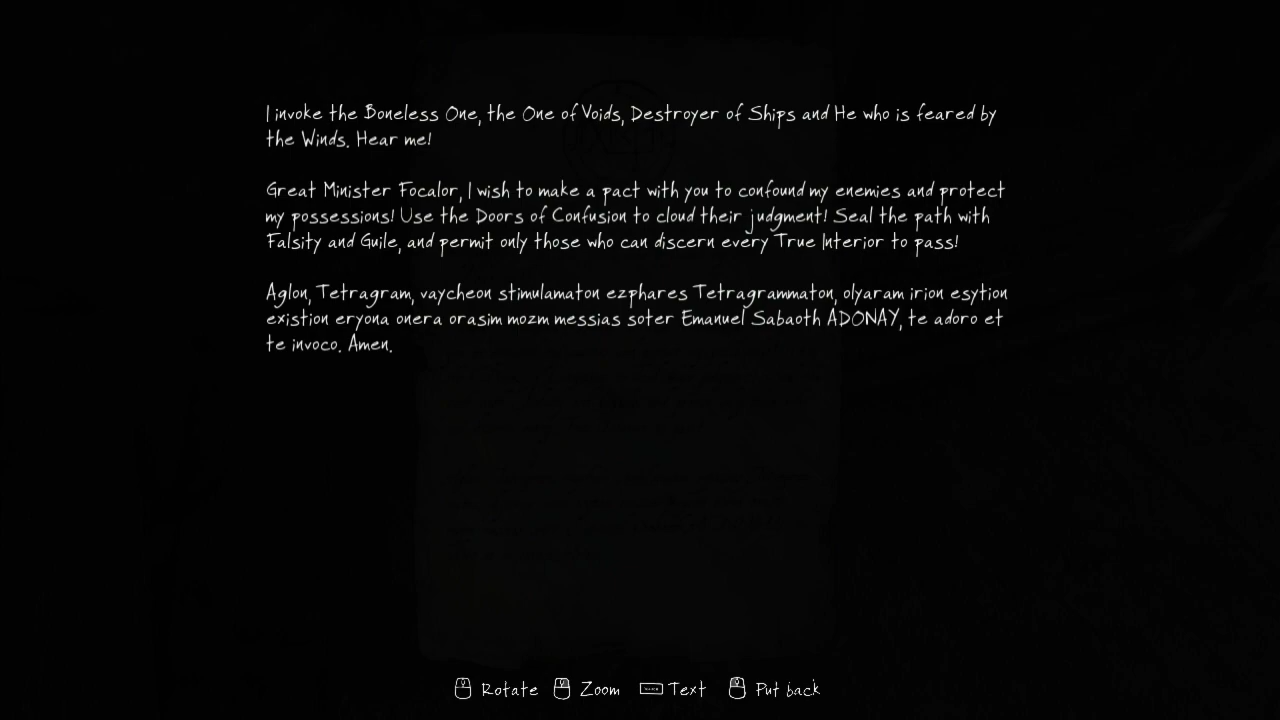 I invoke the Boneless One, the One of Voids, Destroyer of Ships and He who is feared by
the Winds. Hear me!
Great Minister Focalor, I wish to make a pact with you to confound my enemies and protect
my possessions! Use the Doors of Confusion to cloud their judgment! Seal the path with
Falsity and Guile, and permit only those who can discern every True Interior to pass!
Aglon, Tetragram, vaycheon stimulamaton ezphares Tetragrammaton, olyaram irion esytion
existion eryona onera orasim mozm messias soter Emanuel Sabaoth ADONAY, te adoro et
te invoco. Amen.
Rotate Zoom Text Put back